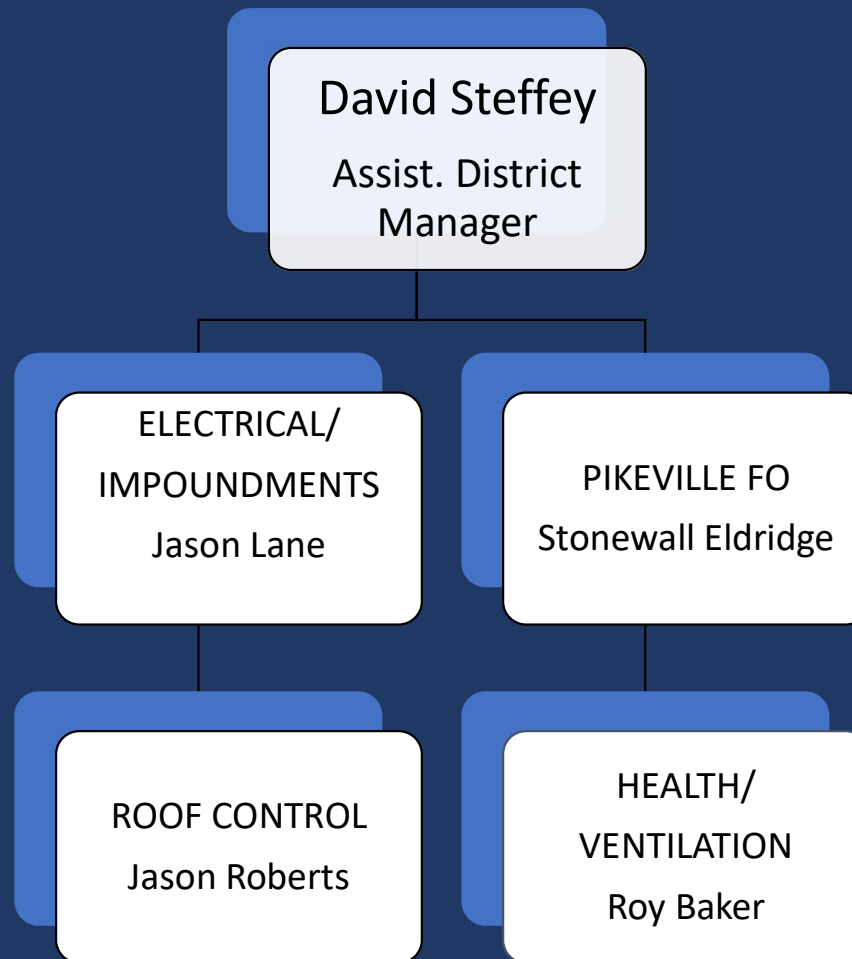 David Steffey
Assist. District
Manager
ELECTRICAL/
IMPOUNDMENTS
Jason Lane
PIKEVILLE FO
Stonewall Eldridge
ROOF CONTROL
Jason Roberts
HEALTH/
VENTILATION
Roy Baker